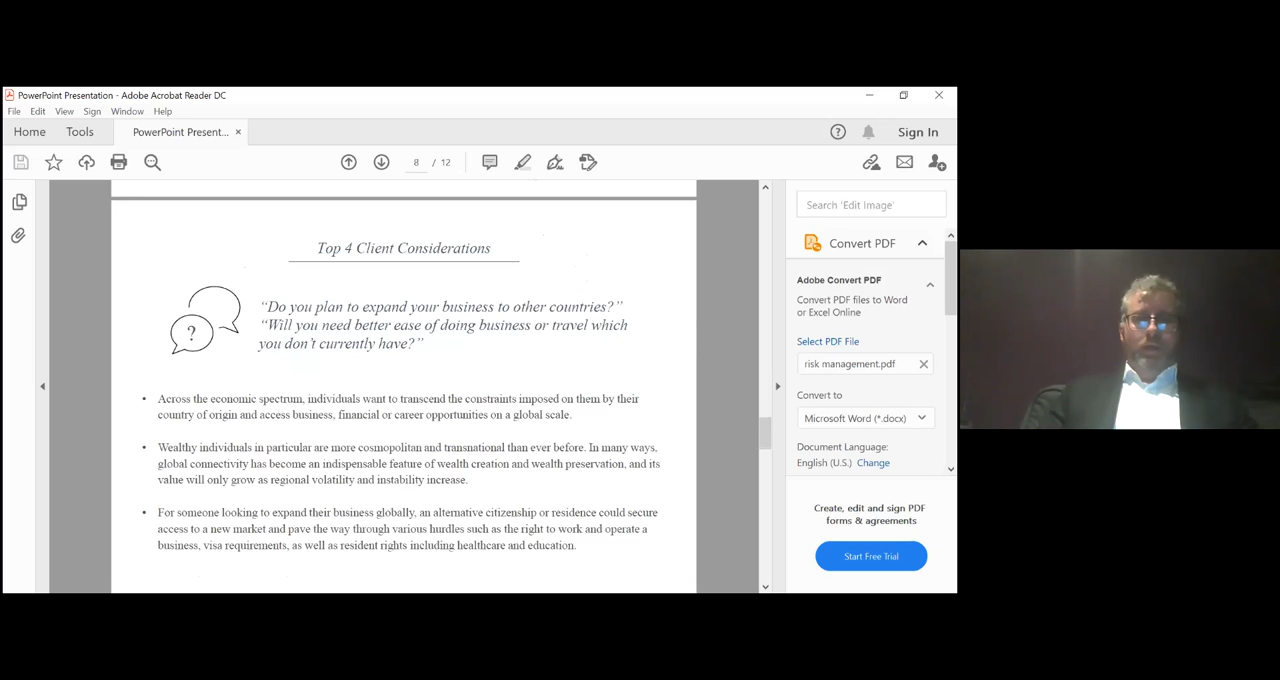 PowerPoint Presentation - Adobe Acrobat Reader DC
File Edit View Sign Window Help
Home Tools PowerPoint Present... × Sign In
8 / 12
Search 'Edit Image'
Top 4 Client Considerations
Convert PDF
?
“Do you plan to expand your business to other countries?”
“Will you need better ease of doing business or travel which
you don’t currently have?”
• Across the economic spectrum, individuals want to transcend the constraints imposed on them by their
country of origin and access business, financial or career opportunities on a global scale.
• Wealthy individuals in particular are more cosmopolitan and transnational than ever before. In many ways,
global connectivity has become an indispensable feature of wealth creation and wealth preservation, and its
value will only grow as regional volatility and instability increase.
• For someone looking to expand their business globally, an alternative citizenship or residence could secure
access to a new market and pave the way through various hurdles such as the right to work and operate a
business, visa requirements, as well as resident rights including healthcare and education.
Adobe Convert PDF
Convert PDF files to Word
or Excel Online
Select PDF File
risk management.pdf
Convert to
Microsoft Word (*.docx)
Document Language:
English (U.S.) Change
Create, edit and sign PDF
forms & agreements
Start Free Trial